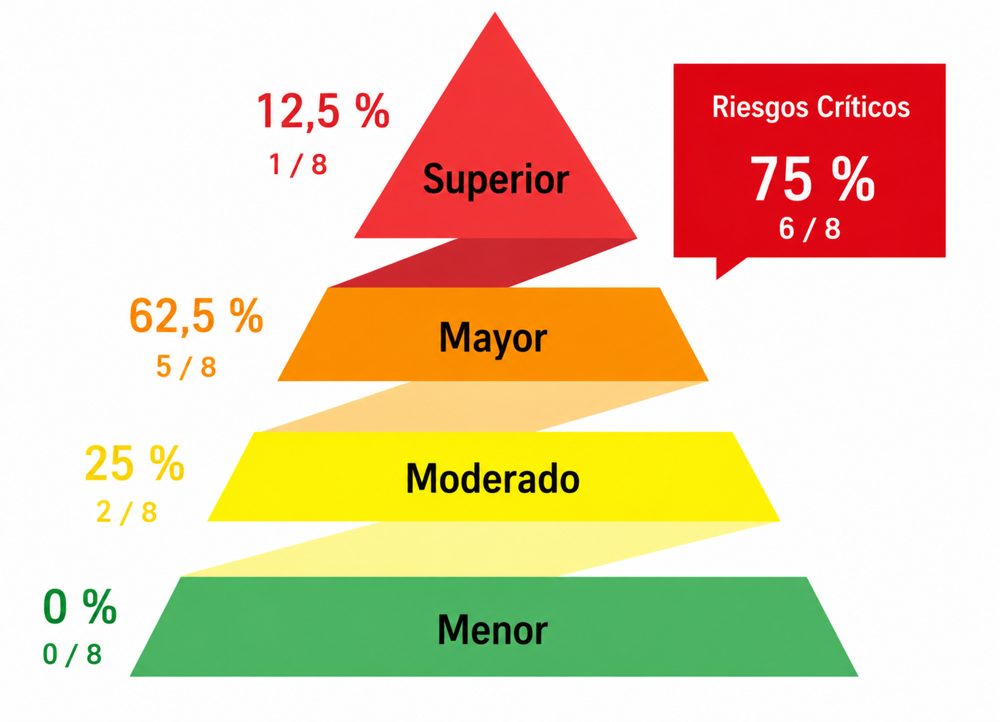 12,5 %
1 / 8
Superior
Riesgos Críticos
75 %
6 / 8
62,5 %
5 / 8
Mayor
25 %
2 / 8
Moderado
0 %
0 / 8
Menor